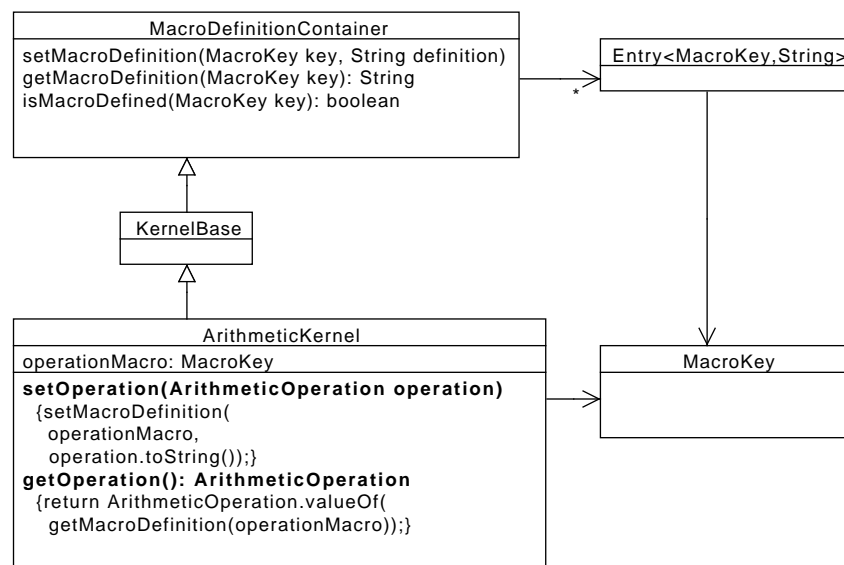 MacroDefinitionContainer
setMacroDefinition(MacroKey key, String definition)
getMacroDefinition(MacroKey key): String
isMacroDefined(MacroKey key): boolean
Entry<MacroKey,String>
*
KernelBase
ArithmeticKernel
operationMacro: MacroKey
setOperation(ArithmeticOperation operation)
{setMacroDefinition(
operationMacro,
operation.toString());}
getOperation(): ArithmeticOperation
{return ArithmeticOperation.valueOf(
getMacroDefinition(operationMacro));}
MacroKey